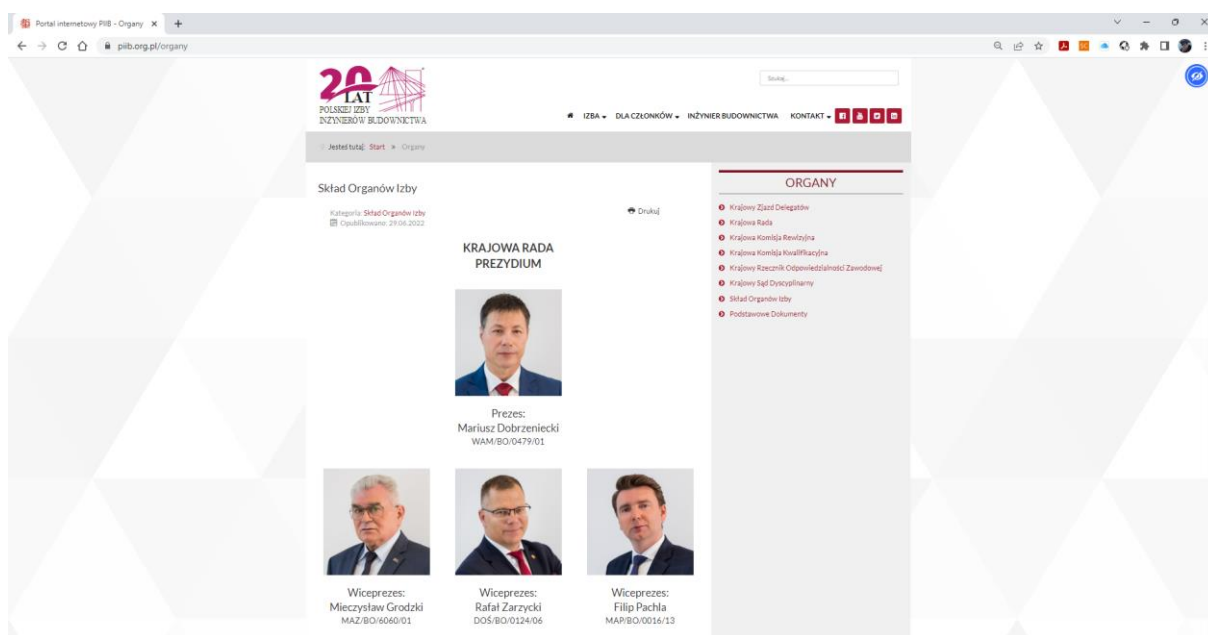 Portal internetowy PIIB - Organy
piib.org.pl/organy
20
LAT
POLSKIEJ IZBY
INŻYNIERÓW BUDOWNICTWA
Szukaj...
IZBA DLA CZŁONKÓW INŻYNIER BUDOWNICTWA KONTAKT
Jesteś tutaj: Start » Organy
Skład Organów Izby
Kategoria: Skład Organów Izby
Opublikowano: 29.06.2022
Drukuj
KRAJOWA RADA
PREZYDIUM
Prezes:
Mariusz Dobrzeniecki
WAM/BO/0479/01
Wiceprezes:
Mieczysław Grodzki
MAZ/BO/6060/01
Wiceprezes:
Rafał Zarzycki
DOŚ/BO/0124/06
Wiceprezes:
Filip Pachla
MAP/BO/0016/13
ORGANY
Krajowy Zjazd Delegatów
Krajowa Rada
Krajowa Komisja Rewizyjna
Krajowa Komisja Kwalifikacyjna
Krajowy Rzecznik Odpowiedzialności Zawodowej
Krajowy Sąd Dyscyplinarny
Skład Organów Izby
Podstawowe Dokumenty